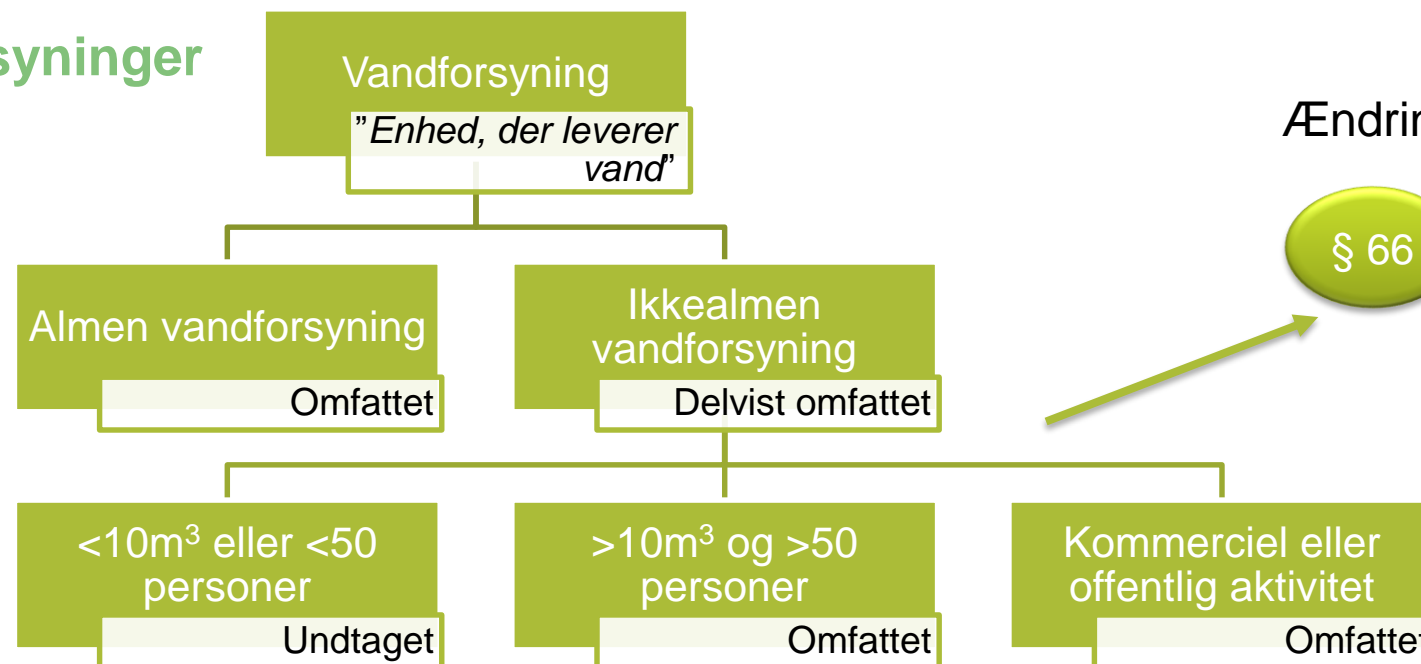 syninger
Vandforsyning
”Enhed, der leverer
vand”
Ændrin
§ 66
Almen vandforsyning
Omfattet
Ikkealmen
vandforsyning
Delvist omfattet
<10m³ eller <50
personer
Undtaget
>10m³ og >50
personer
Omfattet
Kommerciel eller
offentlig aktivitet
Omfattet